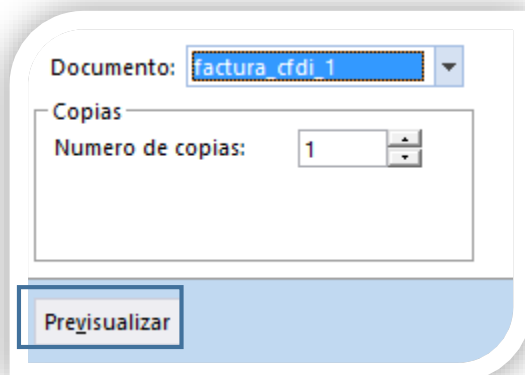 Documento: factura_cfdi_1
Copias
Numero de copias: 1
Previsualizar